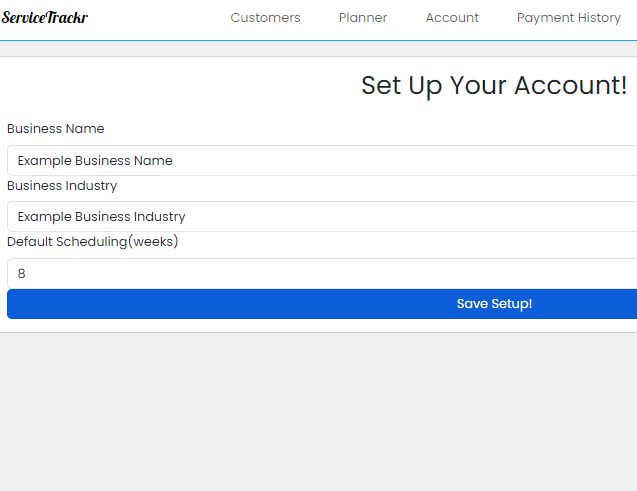 ServiceTrackr Customers Planner Account Payment History
Set Up Your Account!
Business Name
Example Business Name
Business Industry
Example Business Industry
Default Scheduling(weeks)
8
Save Setup!